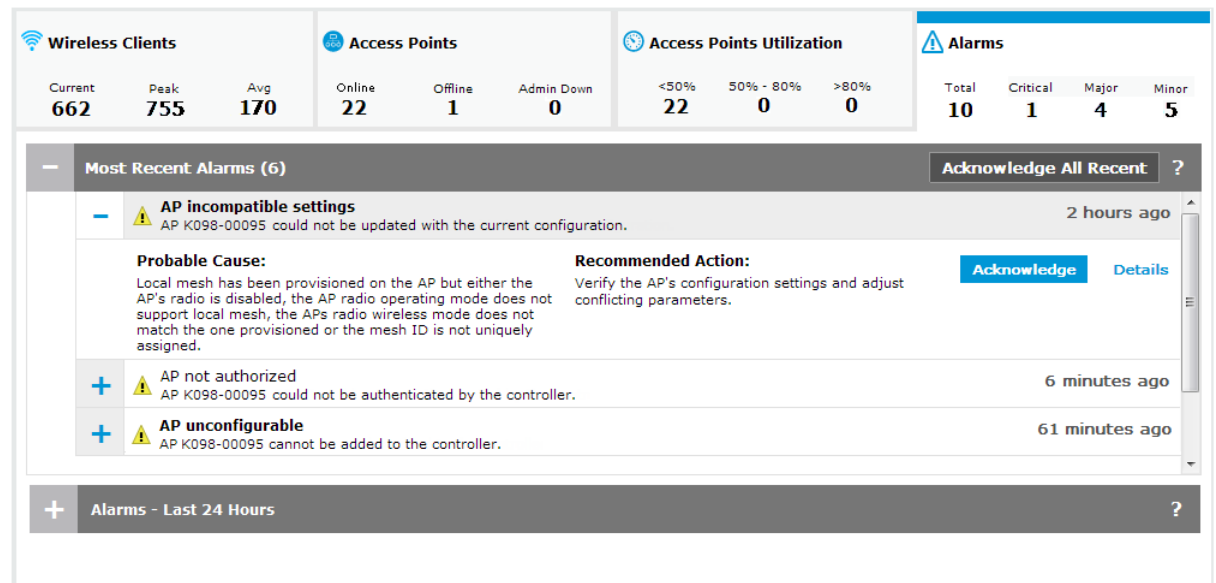 Wireless Clients
Current Peak Avg
662 755 170
Access Points
Online Offline Admin Down
22 1 0
Access Points Utilization
<50% 50% - 80% >80%
22 0 0
Alarms
Total Critical Major Minor
10 1 4 5
Most Recent Alarms (6)
Acknowledge All Recent ?
AP incompatible settings
AP K098-00095 could not be updated with the current configuration.
2 hours ago
Probable Cause:
Local mesh has been provisioned on the AP but either the
AP's radio is disabled, the AP radio operating mode does not
support local mesh, the APs radio wireless mode does not
match the one provisioned or the mesh ID is not uniquely
assigned.
Recommended Action:
Verify the AP's configuration settings and adjust
conflicting parameters.
Acknowledge Details
AP not authorized
AP K098-00095 could not be authenticated by the controller.
6 minutes ago
AP unconfigurable
AP K098-00095 cannot be added to the controller.
61 minutes ago
Alarms - Last 24 Hours ?